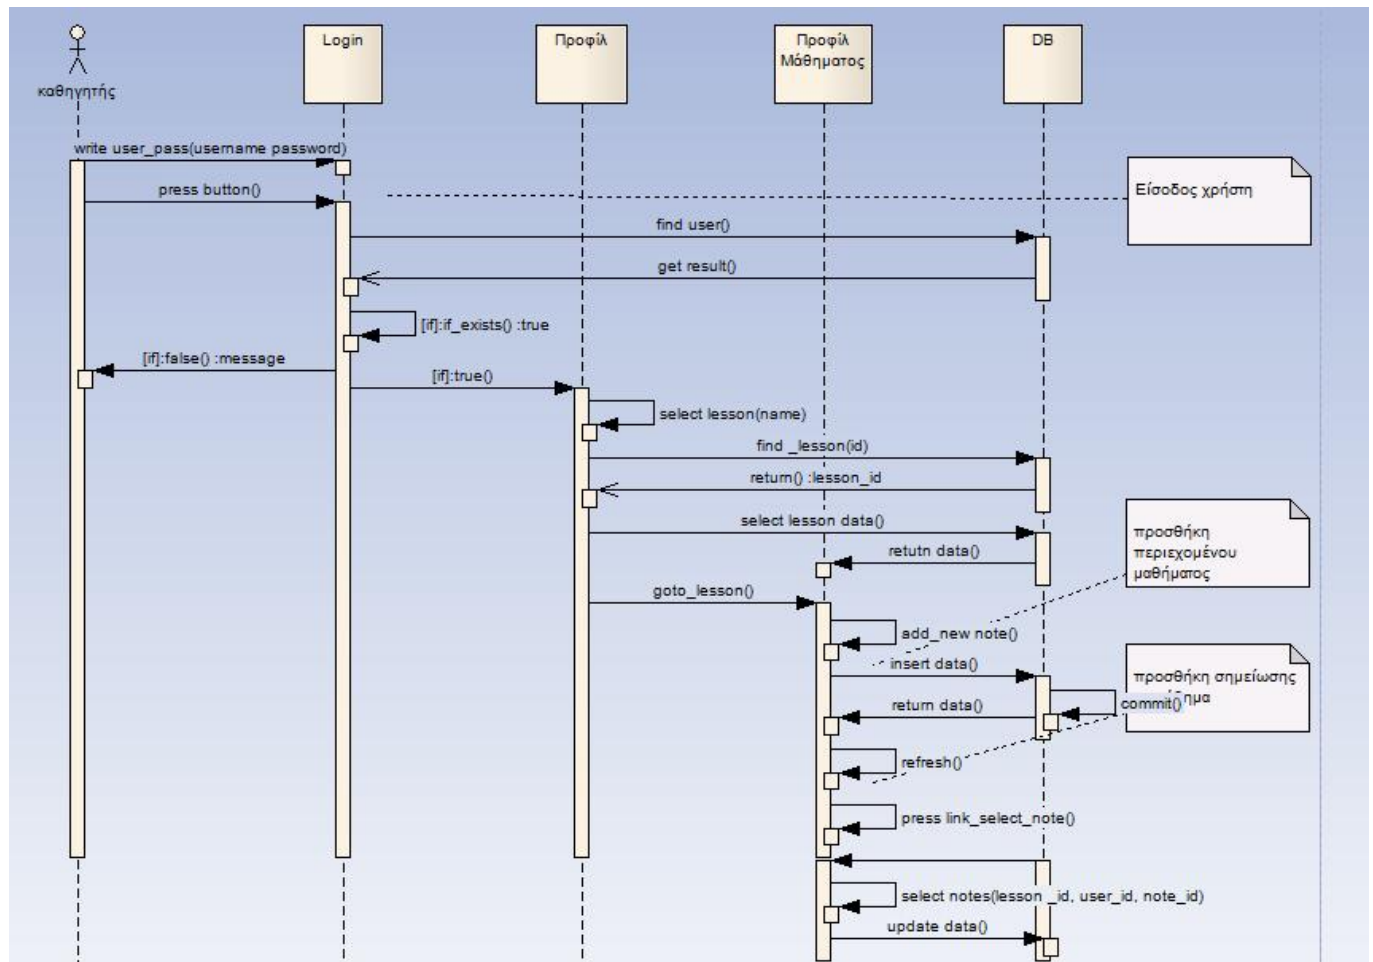 καθηγητής
Login
Προφίλ
Προφίλ
Μάθηματος
DB
write user_pass(username password)
press button()
Είσοδος χρήστη
find user()
get result()
[if]:if_exists() :true
[if]:false() :message
[if]:true()
select lesson(name)
find _lesson(id)
return() :lesson_id
select lesson data()
προσθήκη
περιεχομένου
μαθήματος
retutn data()
goto_lesson()
add_new note()
insert data()
προσθήκη σημείωσης
commit()
return data()
refresh()
press link_select_note()
select notes(lesson _id, user_id, note_id)
update data()